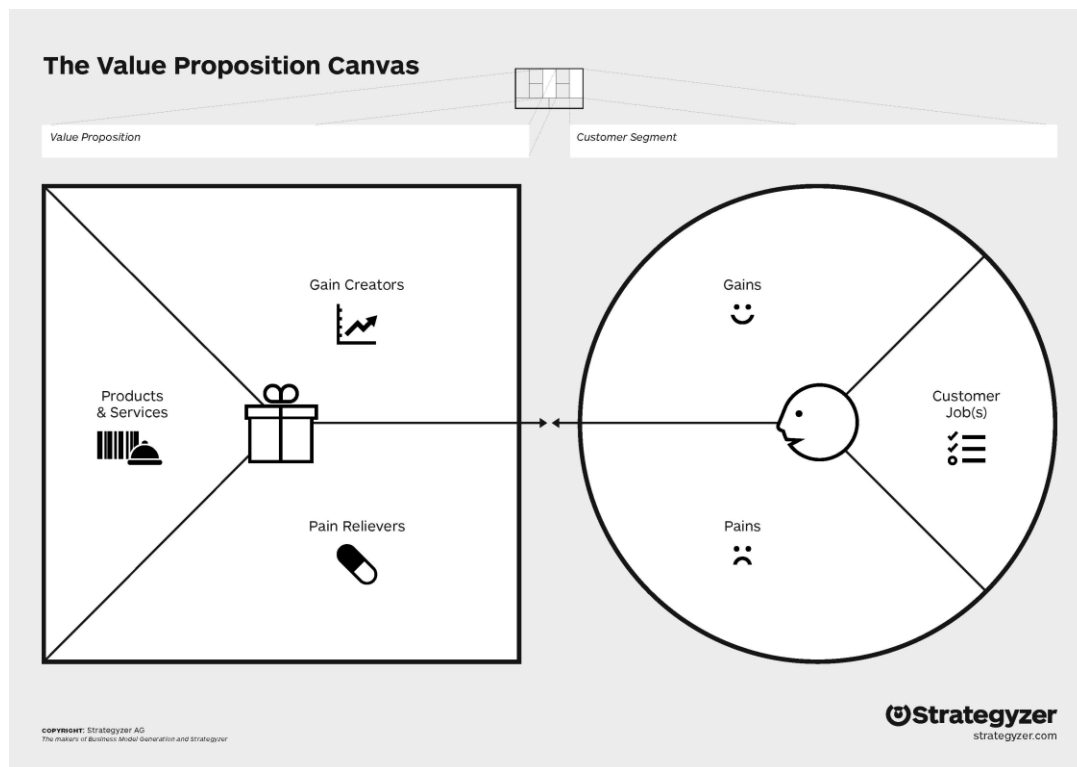 The Value Proposition Canvas
Value Proposition
Customer Segment
Gain Creators
Gains
Products
& Services
Customer
Job(s)
Pain Relievers
Pains
COPYRIGHT: Strategyzer AG
The makers of Business Model Generation and Strategyzer
Strategyzer
strategyzer.com